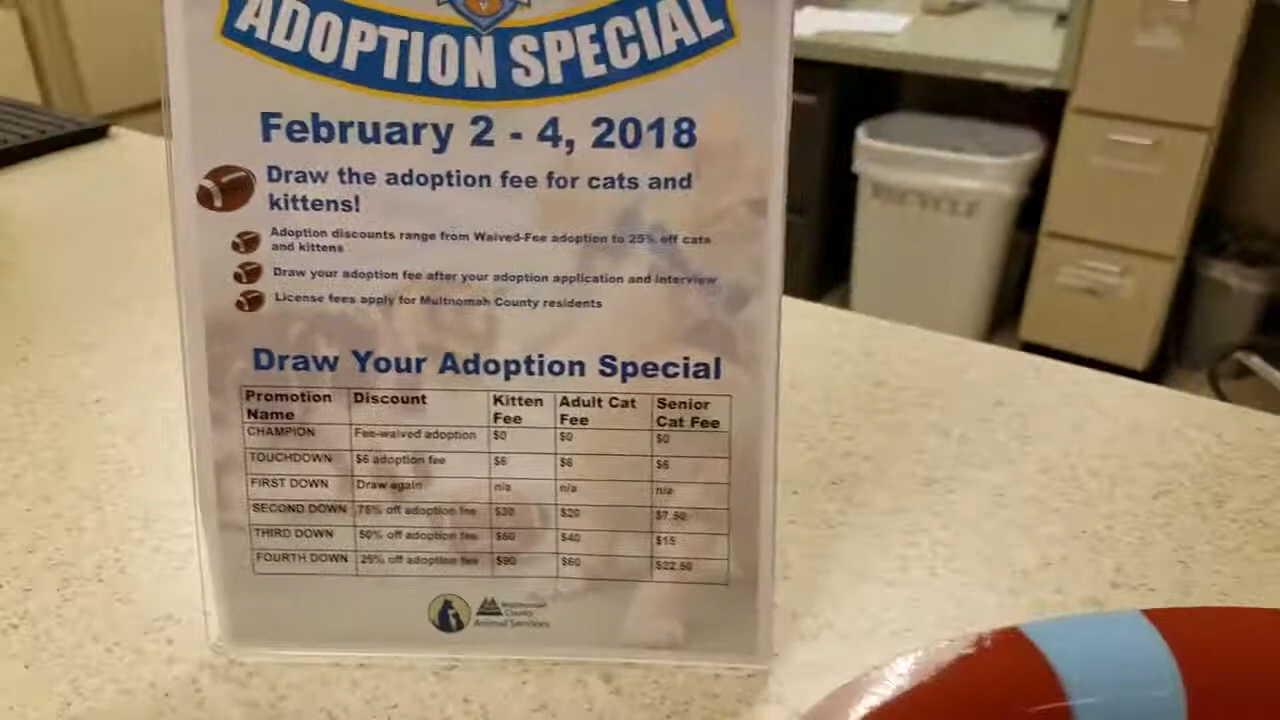 ADOPTION SPECIAL
February 2 - 4, 2018
Draw the adoption fee for cats and
kittens!
Adoption discounts range from Waived-Fee adoption to 25% off cats
and kittens
Draw your adoption fee after your adoption application and interview
License fees apply for Multnomah County residents
Draw Your Adoption Special
Promotion Discount Kitten Adult Cat Senior
Name Fee Fee Cat Fee
CHAMPION Fee-waived adoption $0 $0 $0
TOUCHDOWN $6 adoption fee $6 $6 $6
FIRST DOWN Draw again n/a n/a n/a
SECOND DOWN 75% off adoption fee $30 $20 $7.50
THIRD DOWN 50% off adoption fee $60 $40 $15
FOURTH DOWN 25% off adoption fee $90 $60 $22.50
Multnomah
County
Animal Services
RECYCLE